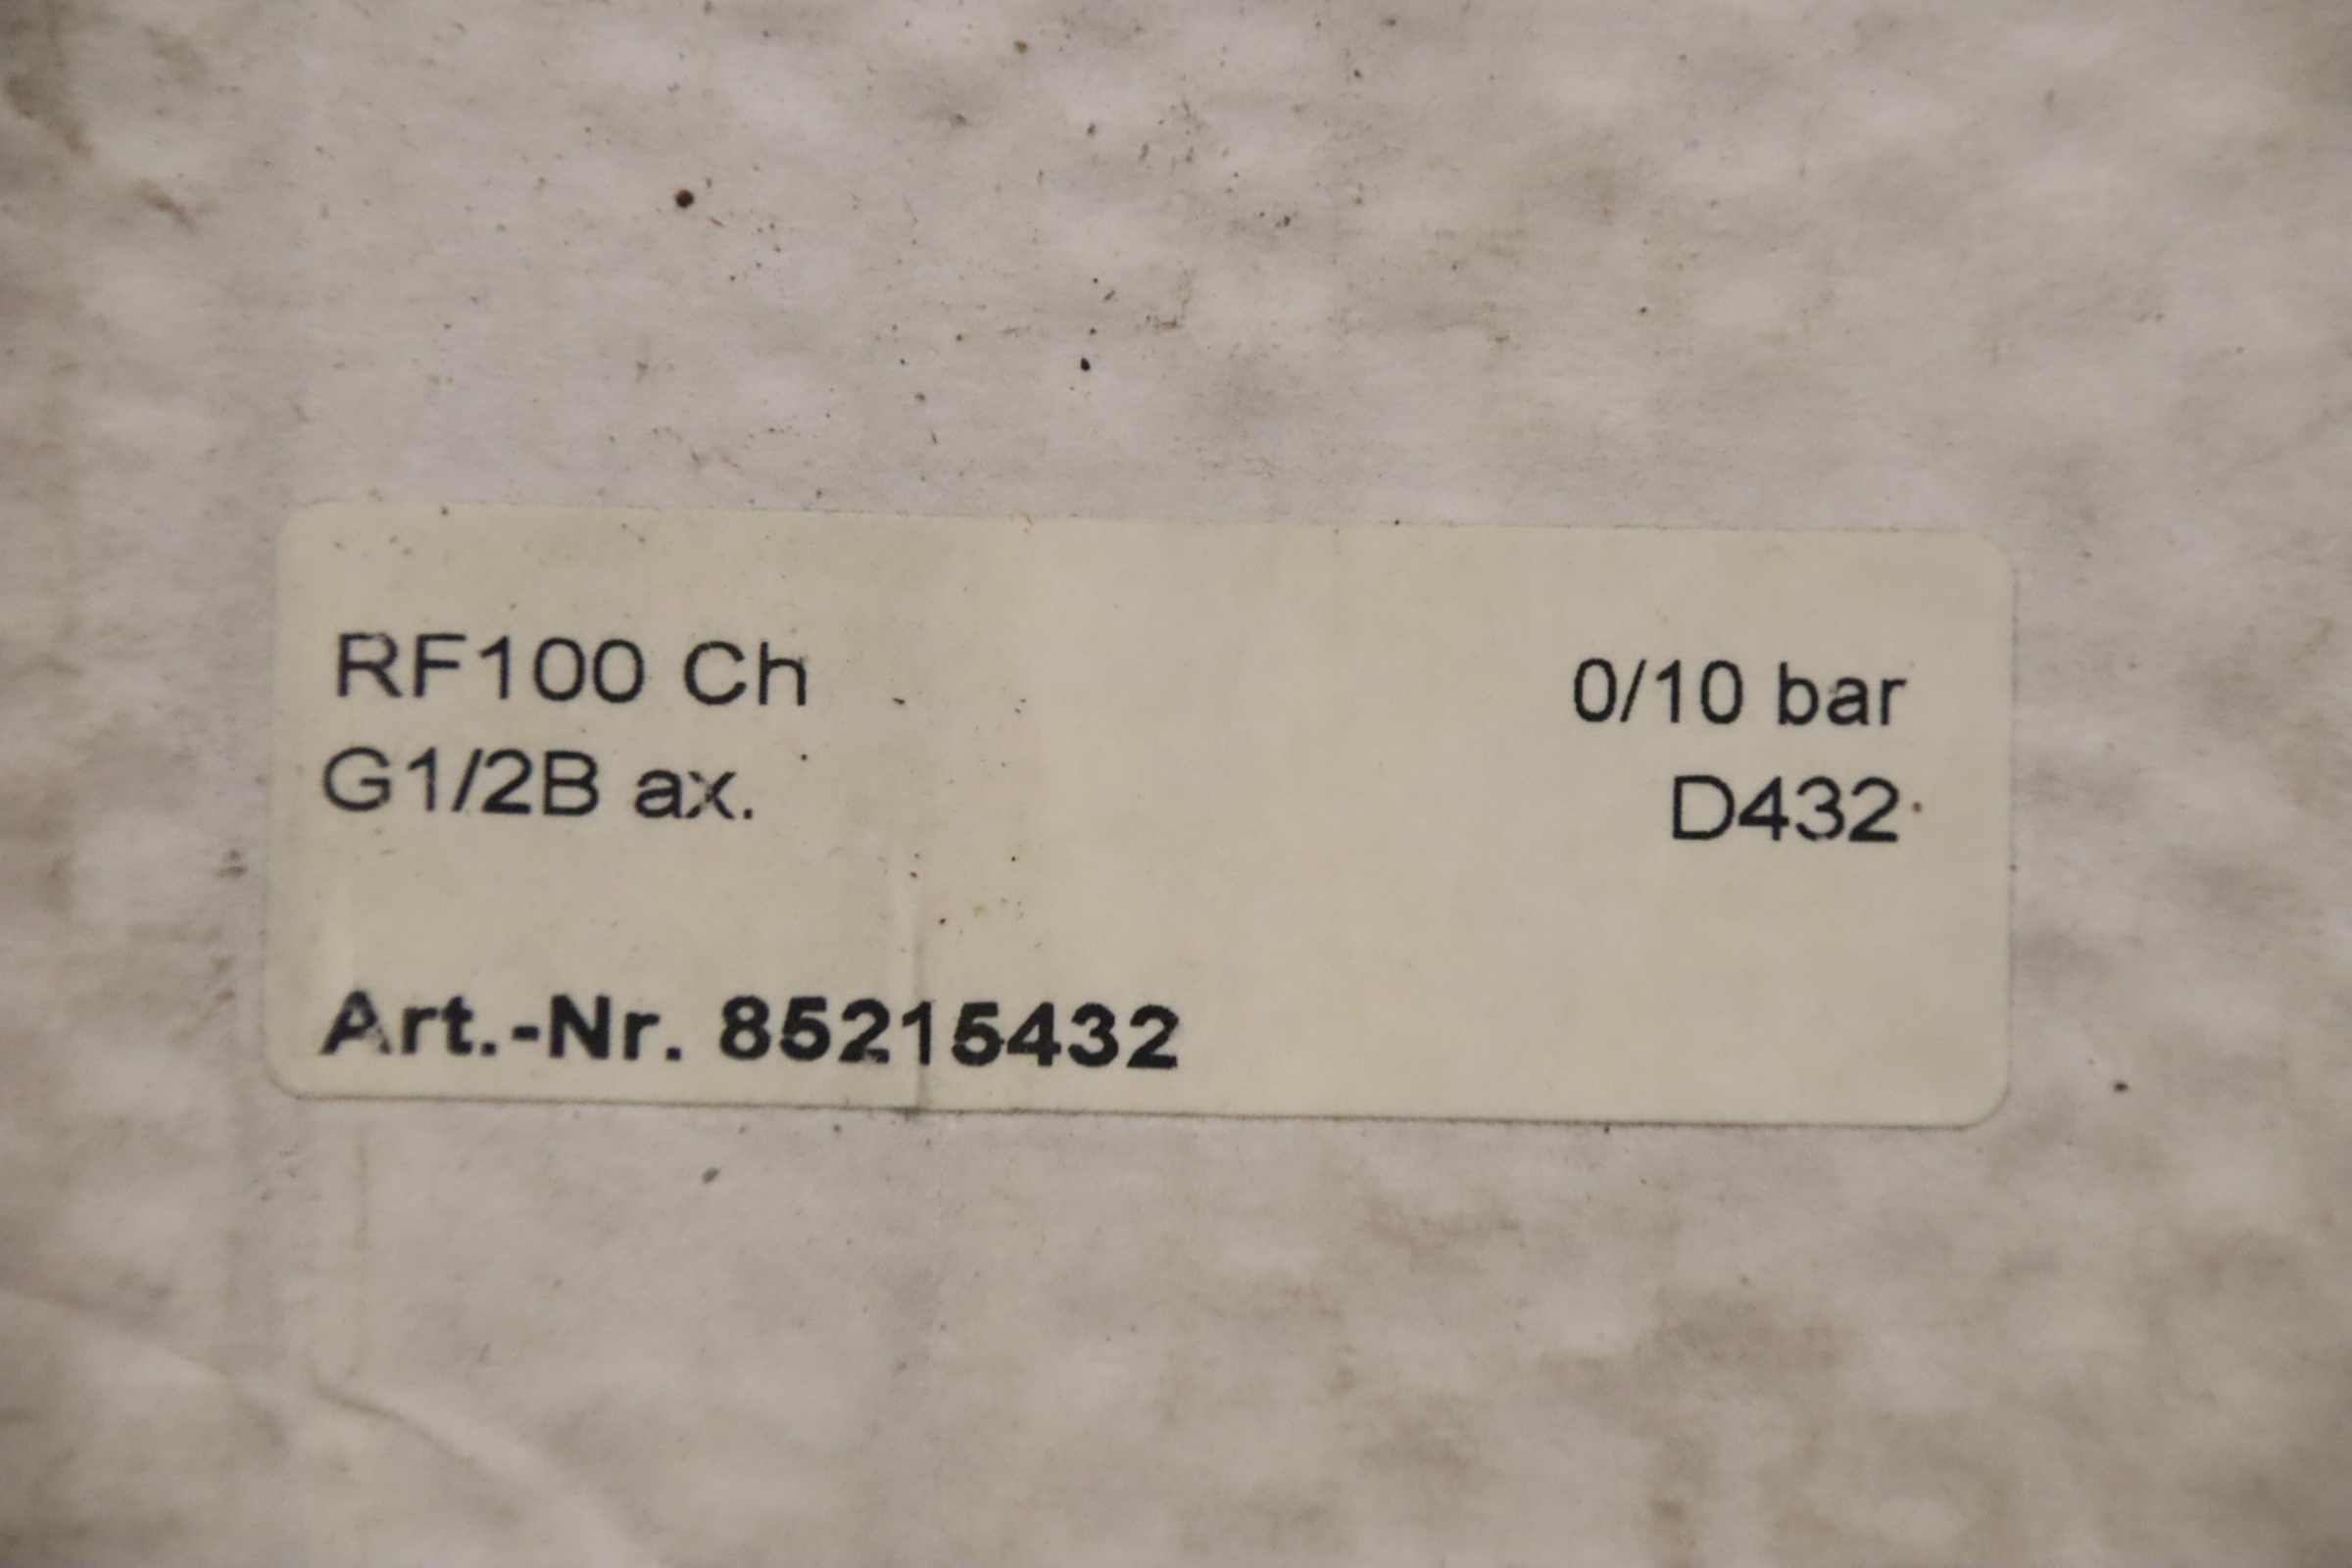 RF100 Ch 0/10 bar
G1/2B ax. D432
Art.-Nr. 85215432